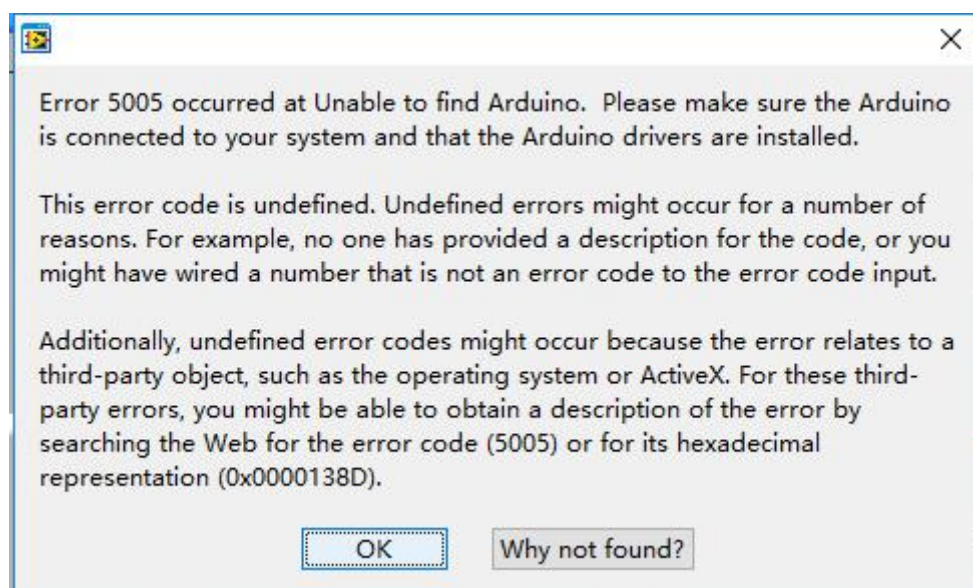 Error 5005 occurred at Unable to find Arduino.  Please make sure the Arduino
is connected to your system and that the Arduino drivers are installed.
This error code is undefined. Undefined errors might occur for a number of
reasons. For example, no one has provided a description for the code, or you
might have wired a number that is not an error code to the error code input.
Additionally, undefined error codes might occur because the error relates to a
third-party object, such as the operating system or ActiveX. For these third-
party errors, you might be able to obtain a description of the error by
searching the Web for the error code (5005) or for its hexadecimal
representation (0x0000138D).
OK
Why not found?